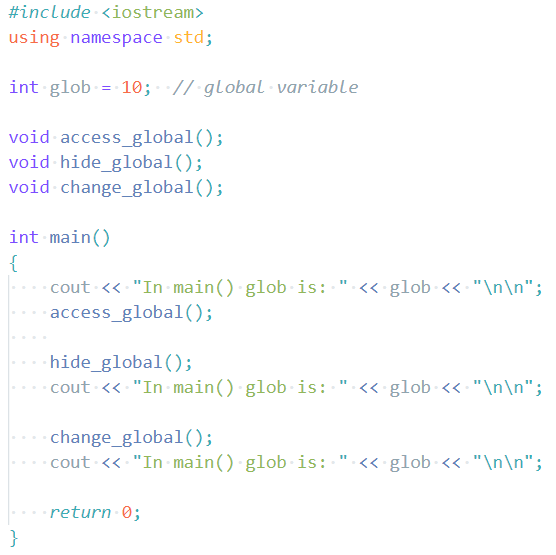 #include <iostream>
using namespace std;

int glob = 10;  // global variable

void access_global();
void hide_global();
void change_global();

int main()
{
    cout << "In main() glob is: " << glob << "\n\n";
    access_global();

    hide_global();
    cout << "In main() glob is: " << glob << "\n\n";

    change_global();
    cout << "In main() glob is: " << glob << "\n\n";

    return 0;
}